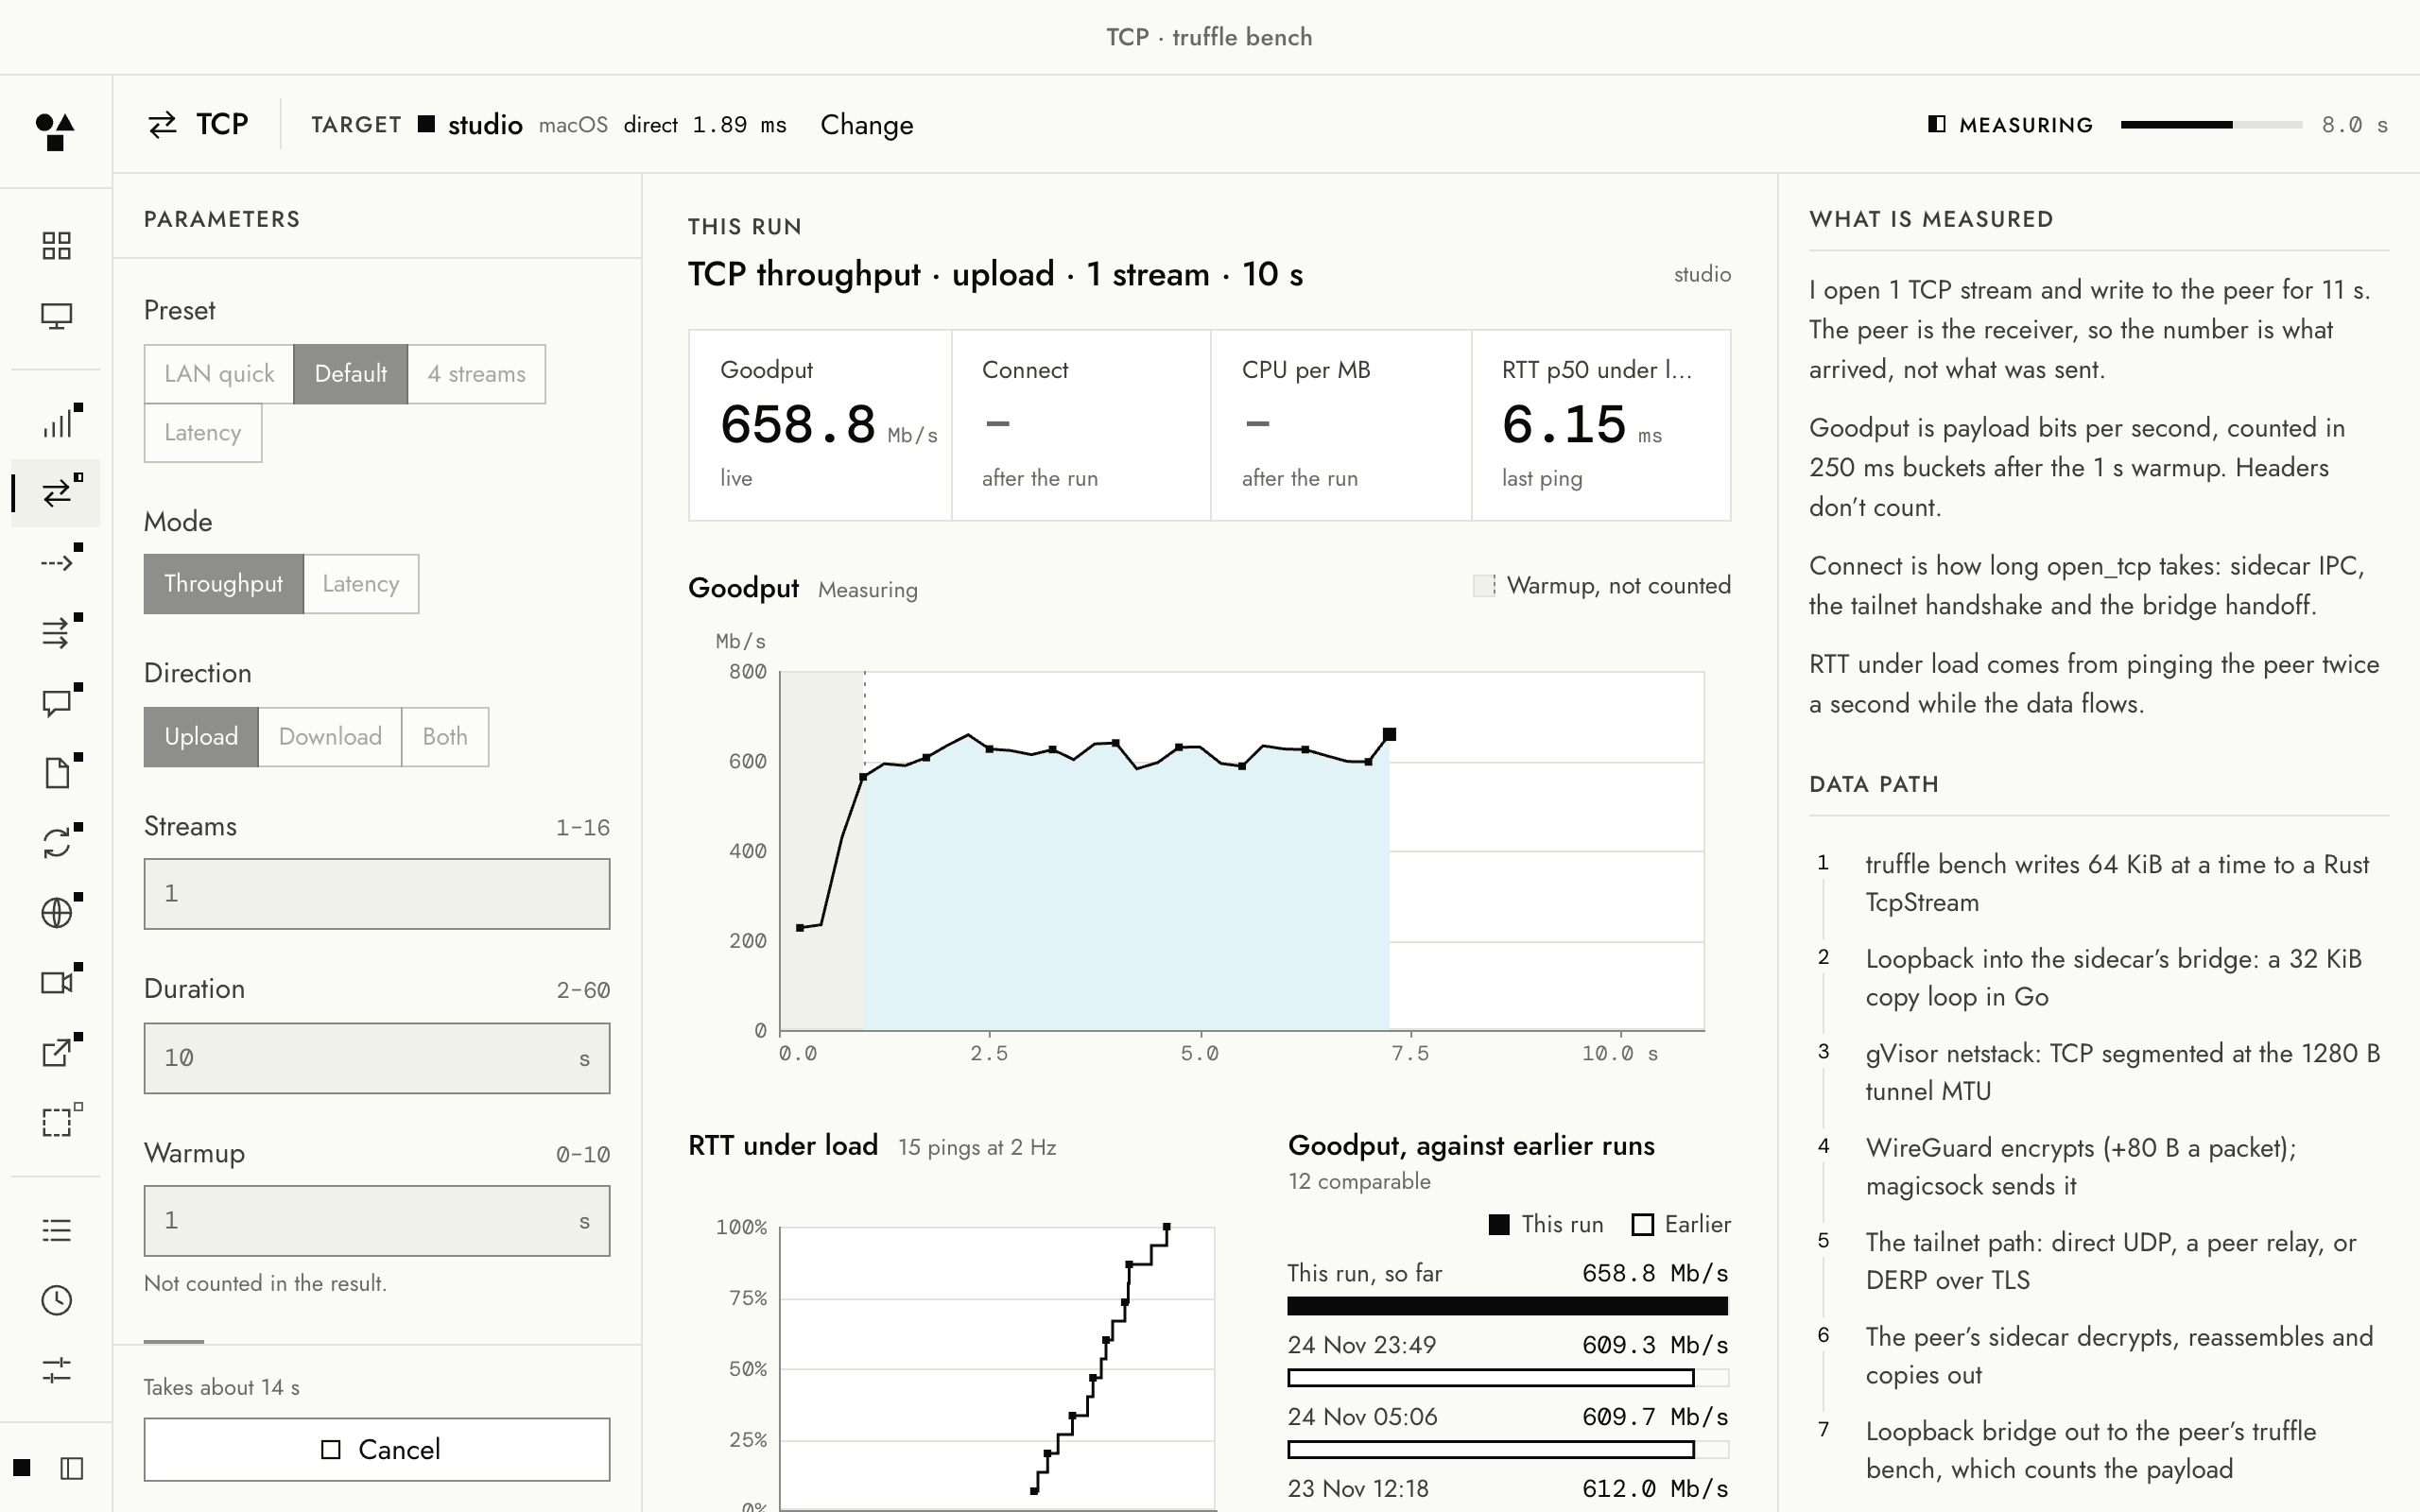 TCP · truffle bench
TCP
TARGET studio macOS direct 1.89 ms Change
MEASURING 8.0 s
PARAMETERS
Preset
LAN quick Default 4 streams
Latency
Mode
Throughput Latency
Direction
Upload Download Both
Streams 1–16
1
Duration 2–60
10 s
Warmup 0–10
1 s
Not counted in the result.
Takes about 14 s
Cancel
THIS RUN
TCP throughput · upload · 1 stream · 10 s studio
Goodput
658.8 Mb/s
live
Connect
–
after the run
CPU per MB
–
after the run
RTT p50 under l…
6.15 ms
last ping
Goodput Measuring Warmup, not counted
Mb/s
800
600
400
200
0
0.0 2.5 5.0 7.5 10.0 s
RTT under load 15 pings at 2 Hz
100%
75%
50%
25%
0%
Goodput, against earlier runs
12 comparable
This run Earlier
This run, so far 658.8 Mb/s
24 Nov 23:49 609.3 Mb/s
24 Nov 05:06 609.7 Mb/s
23 Nov 12:18 612.0 Mb/s
WHAT IS MEASURED
I open 1 TCP stream and write to the peer for 11 s.
The peer is the receiver, so the number is what
arrived, not what was sent.
Goodput is payload bits per second, counted in
250 ms buckets after the 1 s warmup. Headers
don’t count.
Connect is how long open_tcp takes: sidecar IPC,
the tailnet handshake and the bridge handoff.
RTT under load comes from pinging the peer twice
a second while the data flows.
DATA PATH
1 truffle bench writes 64 KiB at a time to a Rust
TcpStream
2 Loopback into the sidecar’s bridge: a 32 KiB
copy loop in Go
3 gVisor netstack: TCP segmented at the 1280 B
tunnel MTU
4 WireGuard encrypts (+80 B a packet);
magicsock sends it
5 The tailnet path: direct UDP, a peer relay, or
DERP over TLS
6 The peer’s sidecar decrypts, reassembles and
copies out
7 Loopback bridge out to the peer’s truffle
bench, which counts the payload